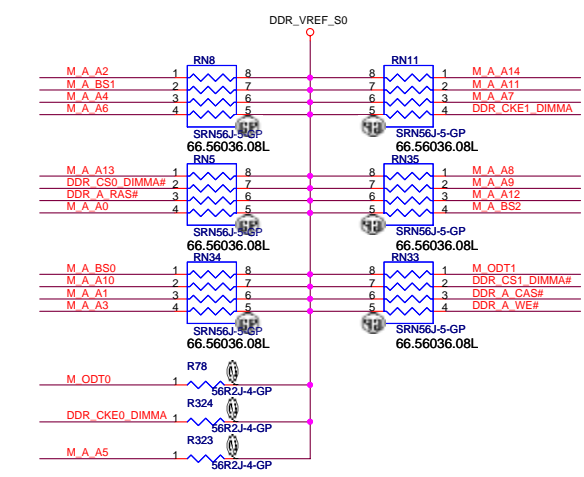 DDR_VREF_S0
RN8
M_A_A2 1 8
M_A_BS1 2 7
M_A_A4 3 6
M_A_A6 4 5
SRN56J-5-GP
66.56036.08L
RN11
8 1 M_A_A14
7 2 M_A_A11
6 3 M_A_A7
5 4 DDR_CKE1_DIMMA
SRN56J-5-GP
66.56036.08L
RN5
M_A_A13 1 8
DDR_CS0_DIMMA# 2 7
DDR_A_RAS# 3 6
M_A_A0 4 5
SRN56J-5-GP
66.56036.08L
RN35
8 1 M_A_A8
7 2 M_A_A9
6 3 M_A_A12
5 4 M_A_BS2
SRN56J-5-GP
66.56036.08L
RN34
M_A_BS0 1 8
M_A_A10 2 7
M_A_A1 3 6
M_A_A3 4 5
SRN56J-5-GP
66.56036.08L
RN33
8 1 M_ODT1
7 2 DDR_CS1_DIMMA#
6 3 DDR_A_CAS#
5 4 DDR_A_WE#
SRN56J-5-GP
66.56036.08L
R78
M_ODT0 1
56R2J-4-GP
R324
DDR_CKE0_DIMMA 1
56R2J-4-GP
R323
M_A_A5 1
56R2J-4-GP